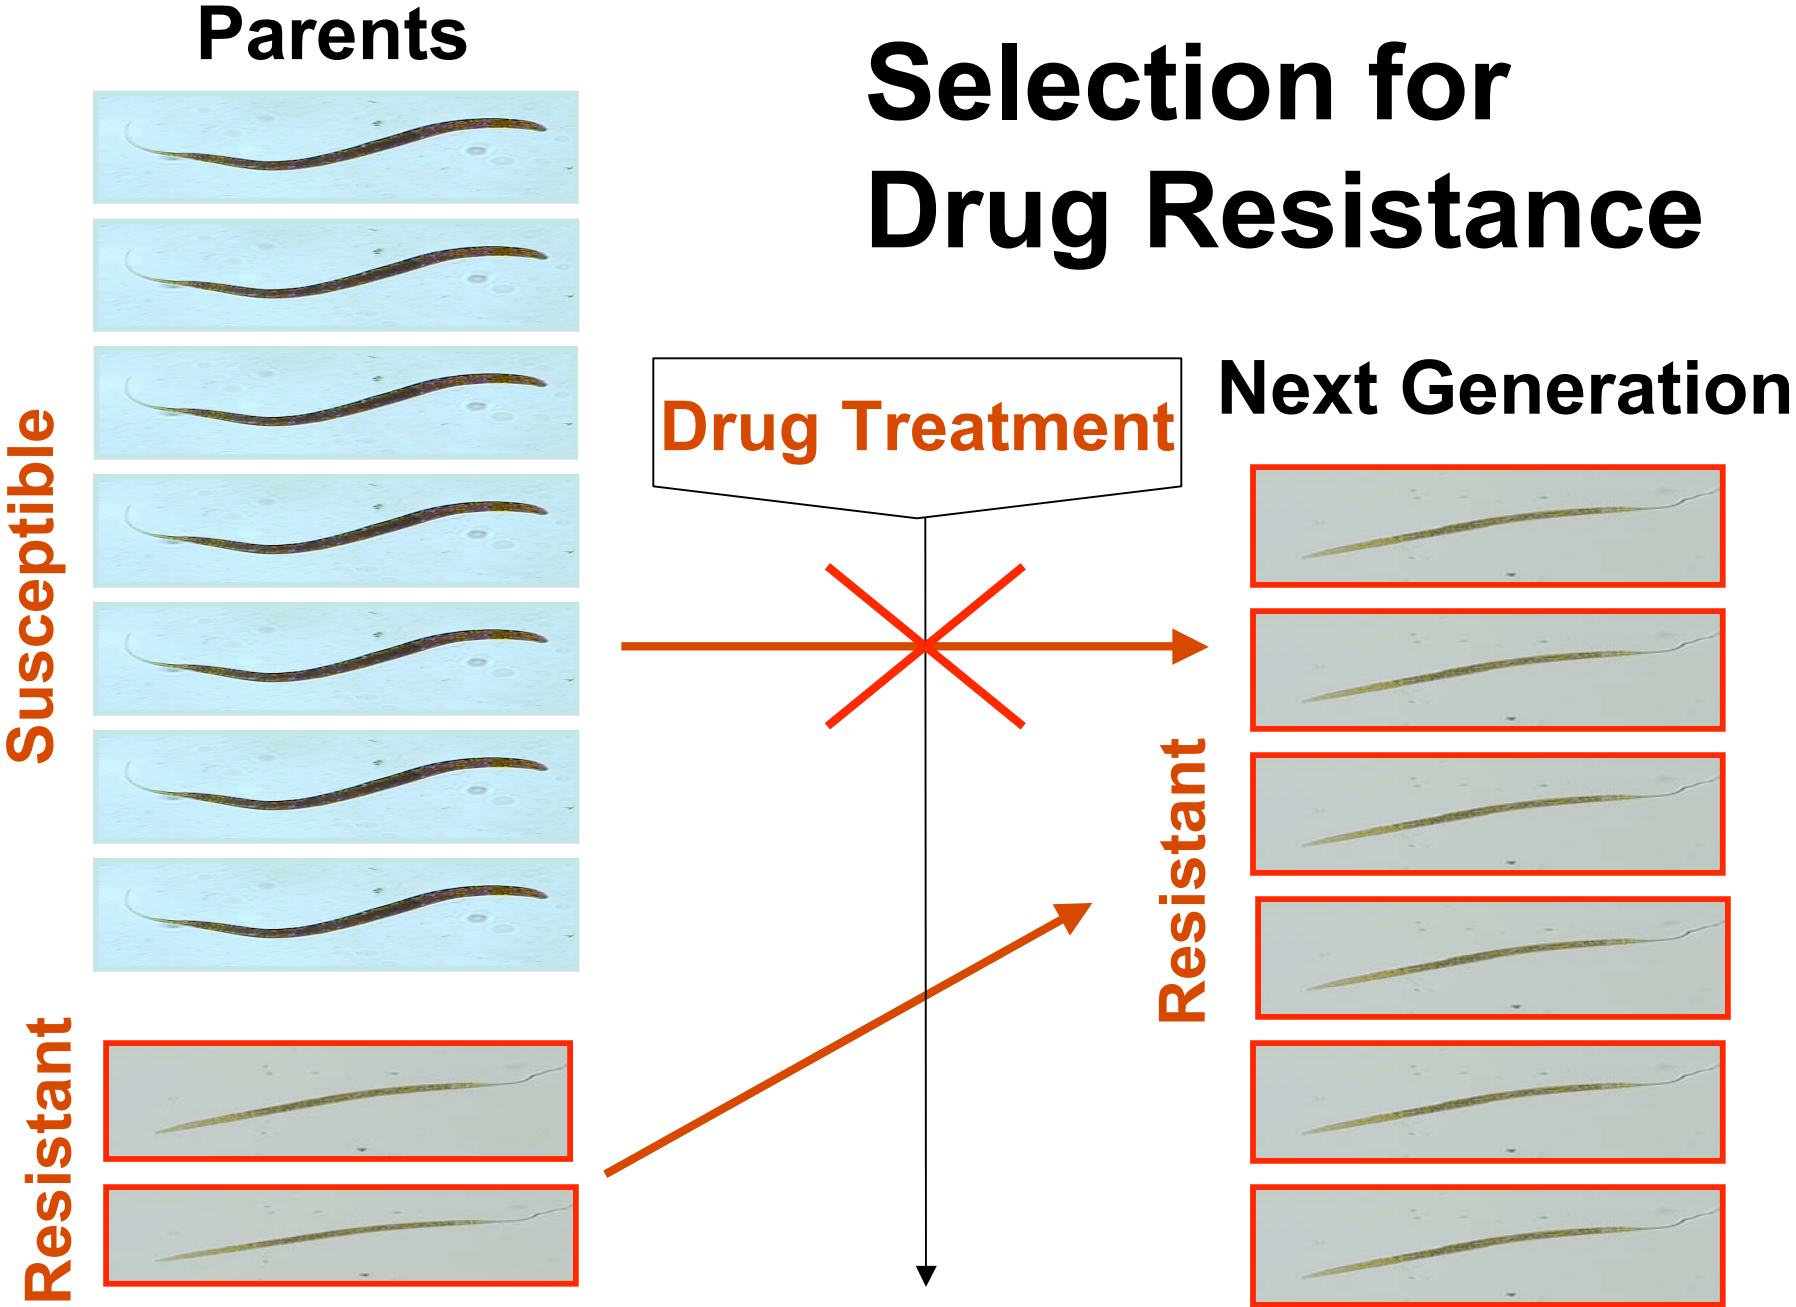 Parents
Selection for
Drug Resistance
Susceptible
Drug Treatment
Next Generation
Resistant
Resistant